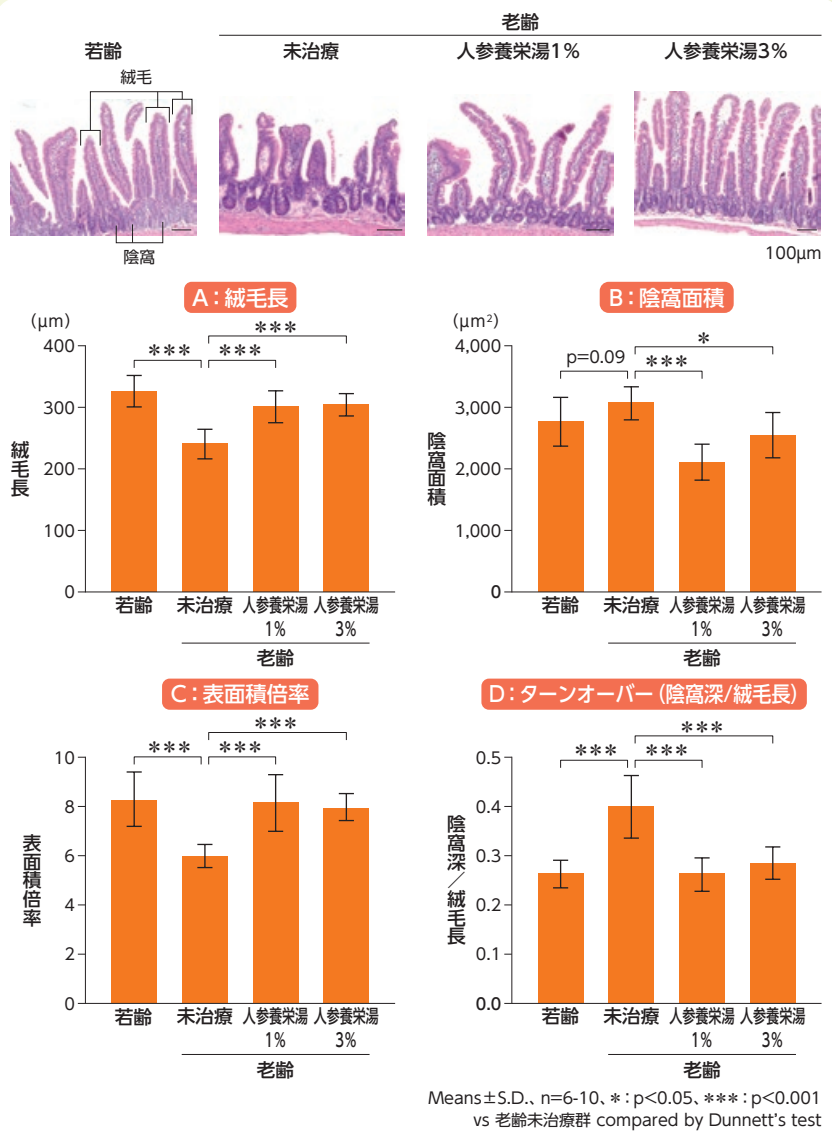 老齢
若齢
未治療
人参養栄湯1%
人参養栄湯3%
絨毛
陰窩
100μm
A:絨毛長
(μm)
400
300
200
100
0
絨毛長
***
***
***
若齢
未治療
人参養栄湯
1%
人参養栄湯
3%
老齢
B:陰窩面積
(μm²)
4,000
3,000
2,000
1,000
0
陰窩面積
p=0.09
***
*
若齢
未治療
人参養栄湯
1%
人参養栄湯
3%
老齢
C:表面積倍率
10
8
6
4
2
0
表面積倍率
***
***
***
若齢
未治療
人参養栄湯
1%
人参養栄湯
3%
老齢
D:ターンオーバー(陰窩深/絨毛長)
0.5
0.4
0.3
0.2
0.1
0.0
陰窩深/絨毛長
***
***
***
若齢
未治療
人参養栄湯
1%
人参養栄湯
3%
老齢
Means±S.D.、n=6-10、*:p<0.05、***:p<0.001
vs 老齢未治療群 compared by Dunnett's test